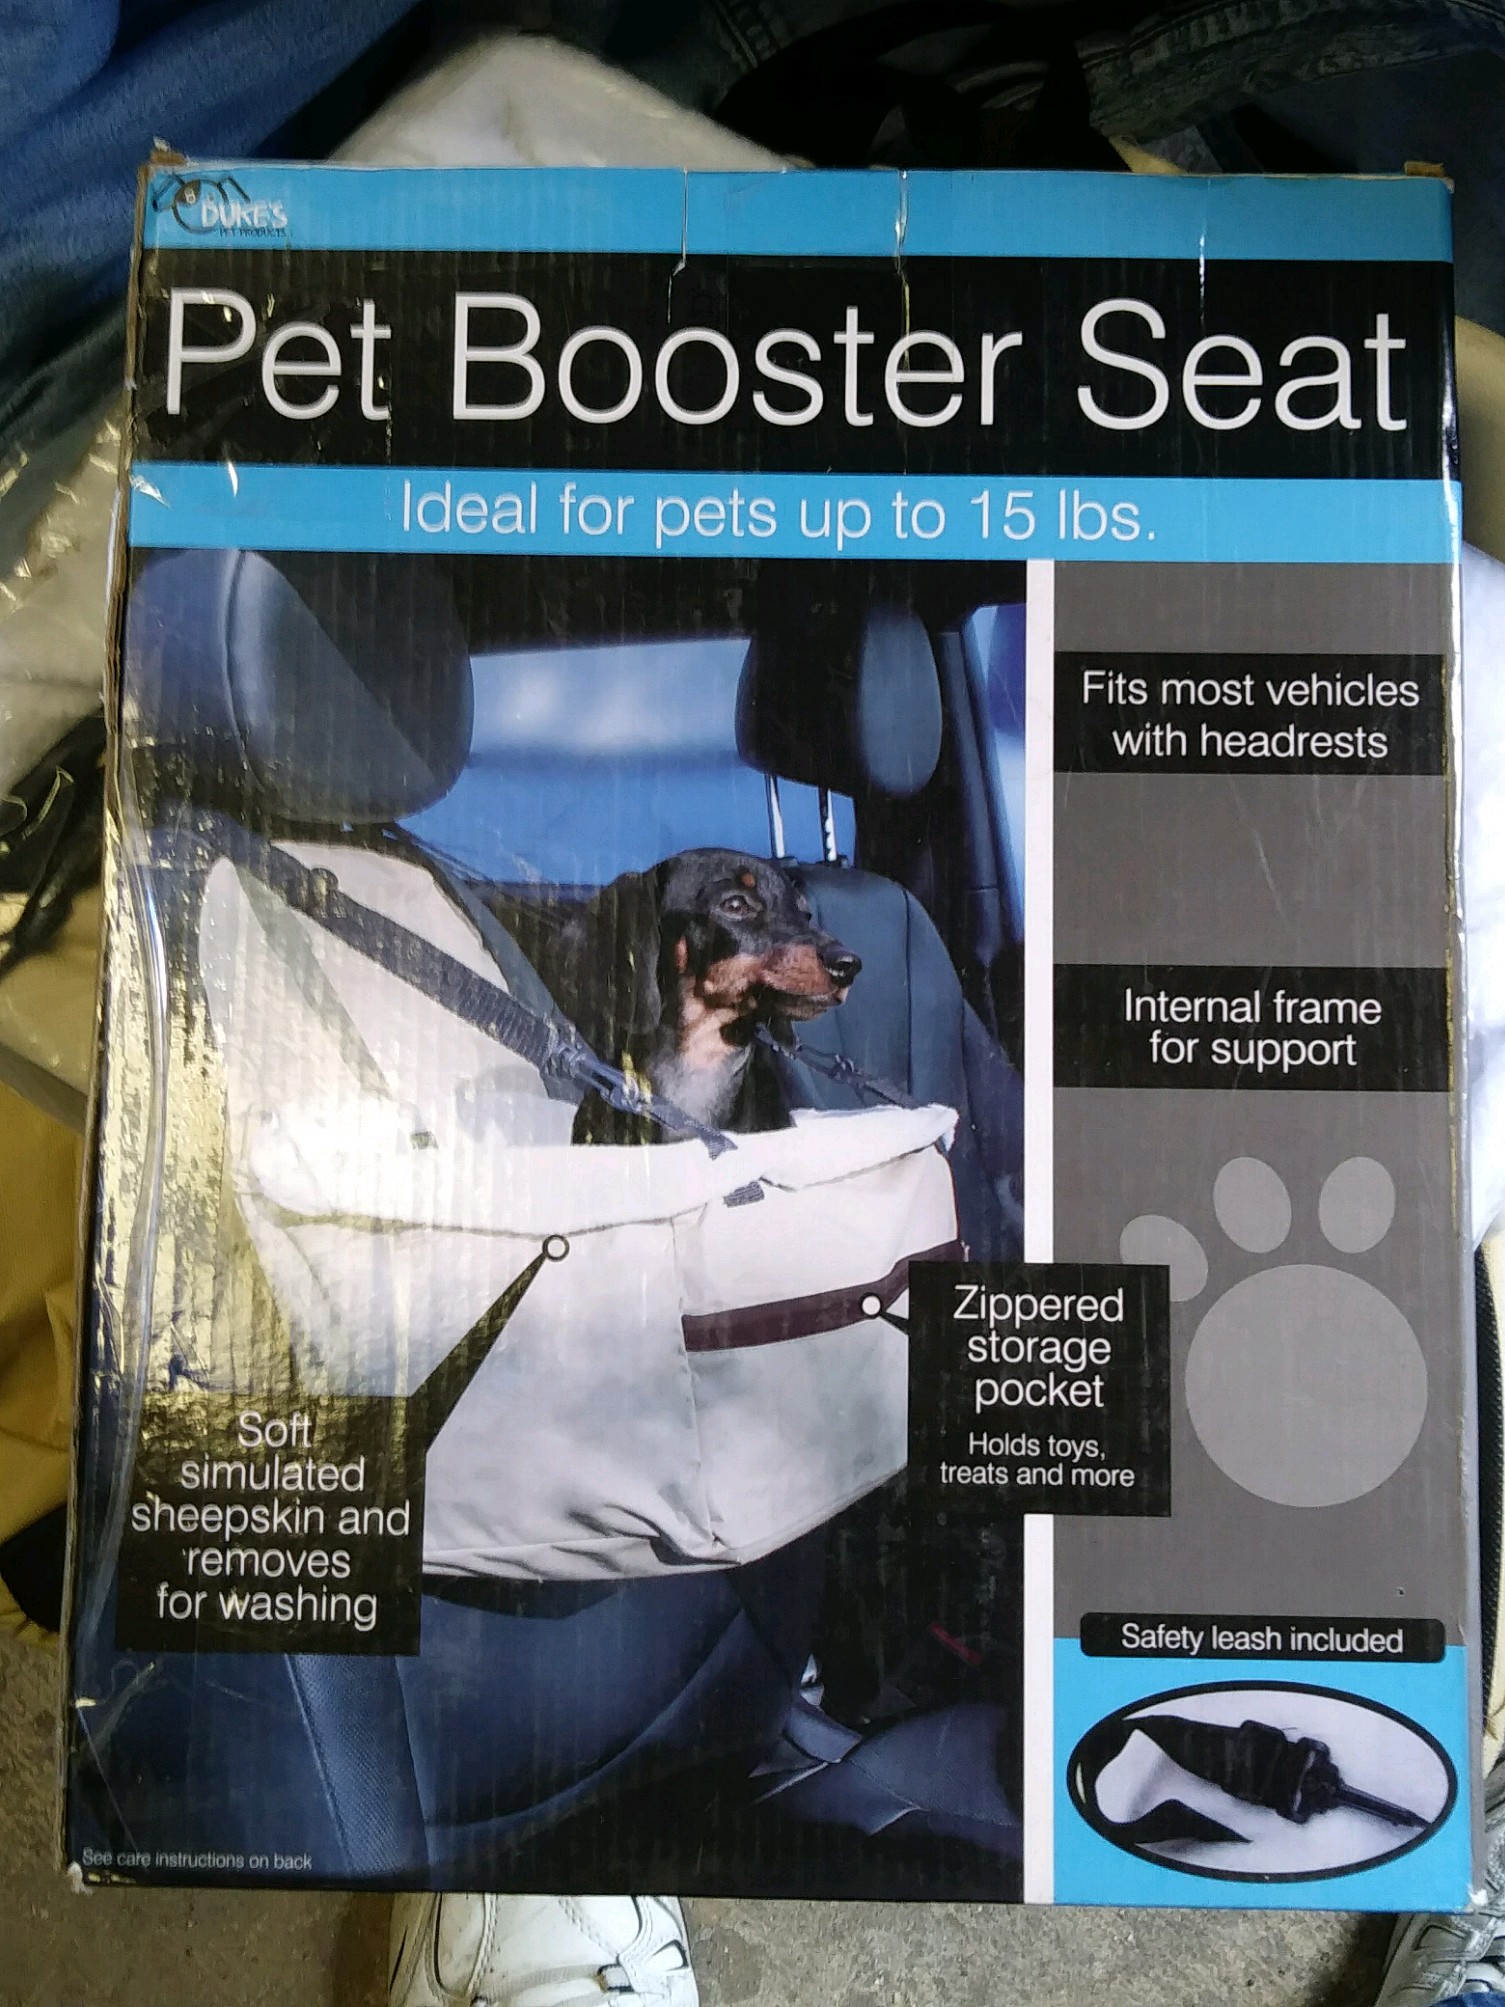 DUKE'S
PET PRODUCTS
Pet Booster Seat
Ideal for pets up to 15 lbs.
Fits most vehicles
with headrests
Internal frame
for support
Zippered
storage
pocket
Holds toys,
treats and more
Soft
simulated
sheepskin and
removes
for washing
Safety leash included
See care instructions on back